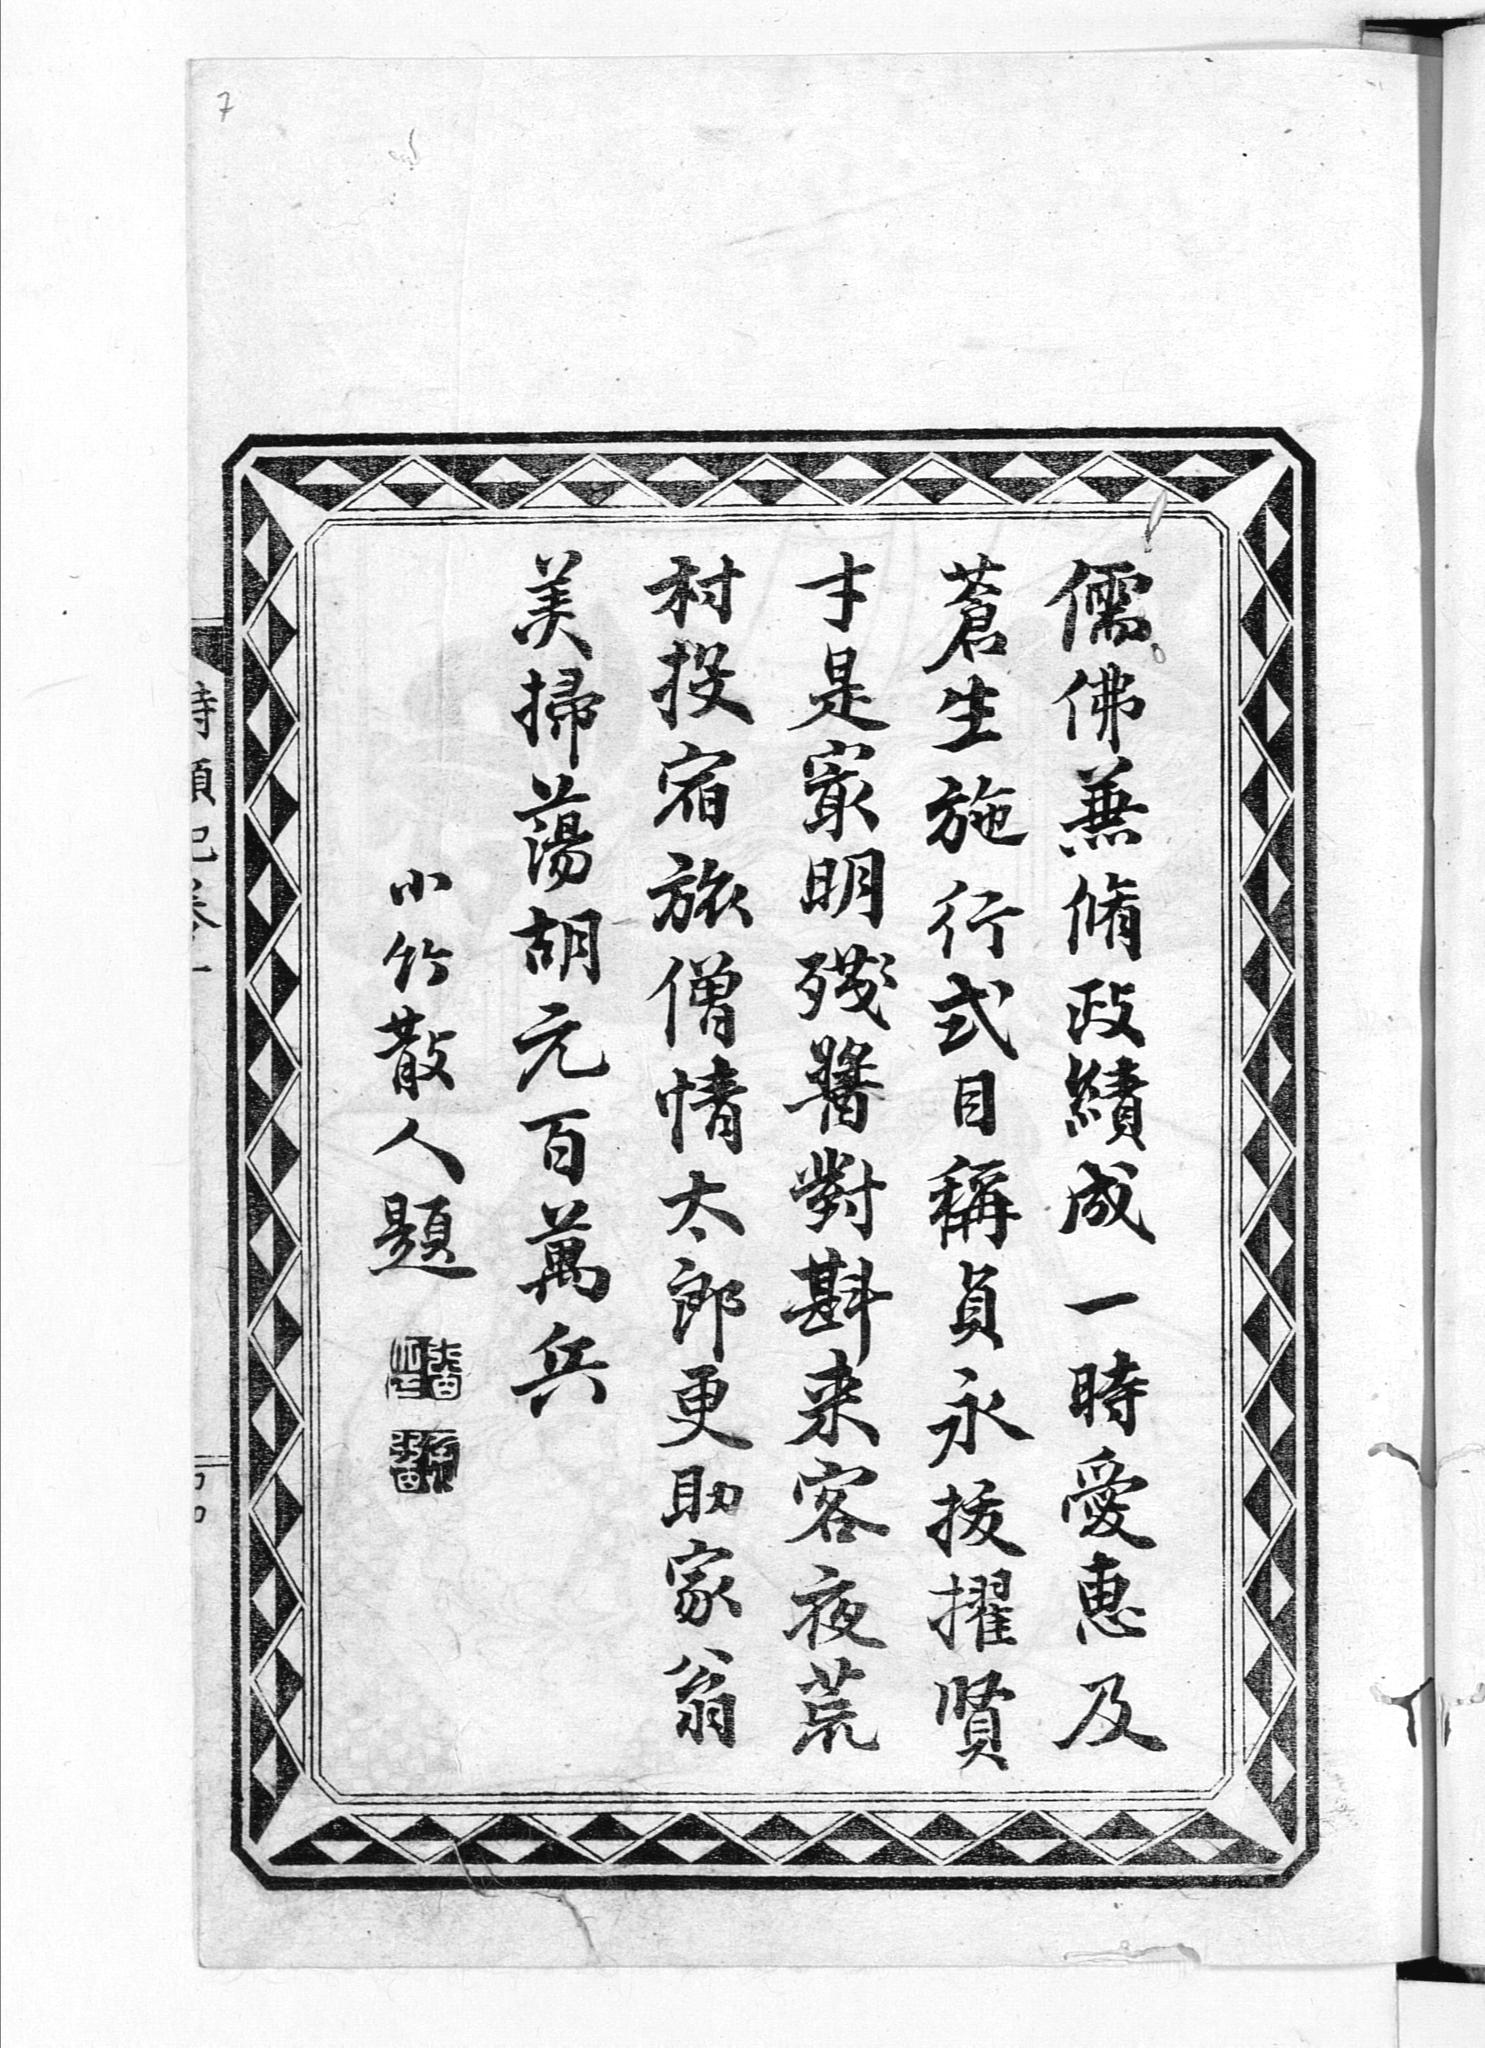 儒佛兼脩政績成一時愛恵及
蒼生施行式目稱貞永拔擢賢
才是寂明殘醬對斟来客夜荒
村投宿旅僧情太郎更助家翁
美掃蕩胡元百萬兵
小竹散人題
時頼記巻一
7